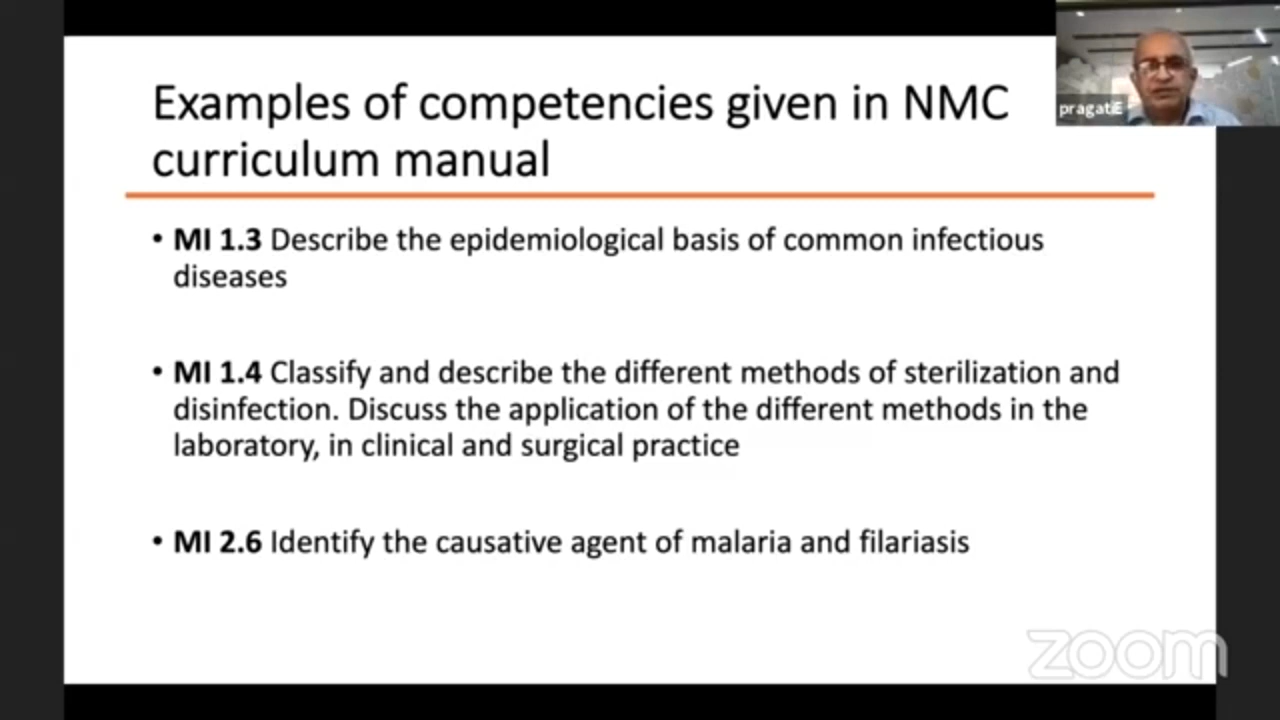 Examples of competencies given in NMC
curriculum manual
pragatiE
• MI 1.3 Describe the epidemiological basis of common infectious
diseases
• MI 1.4 Classify and describe the different methods of sterilization and
disinfection. Discuss the application of the different methods in the
laboratory, in clinical and surgical practice
• MI 2.6 Identify the causative agent of malaria and filariasis
zoom